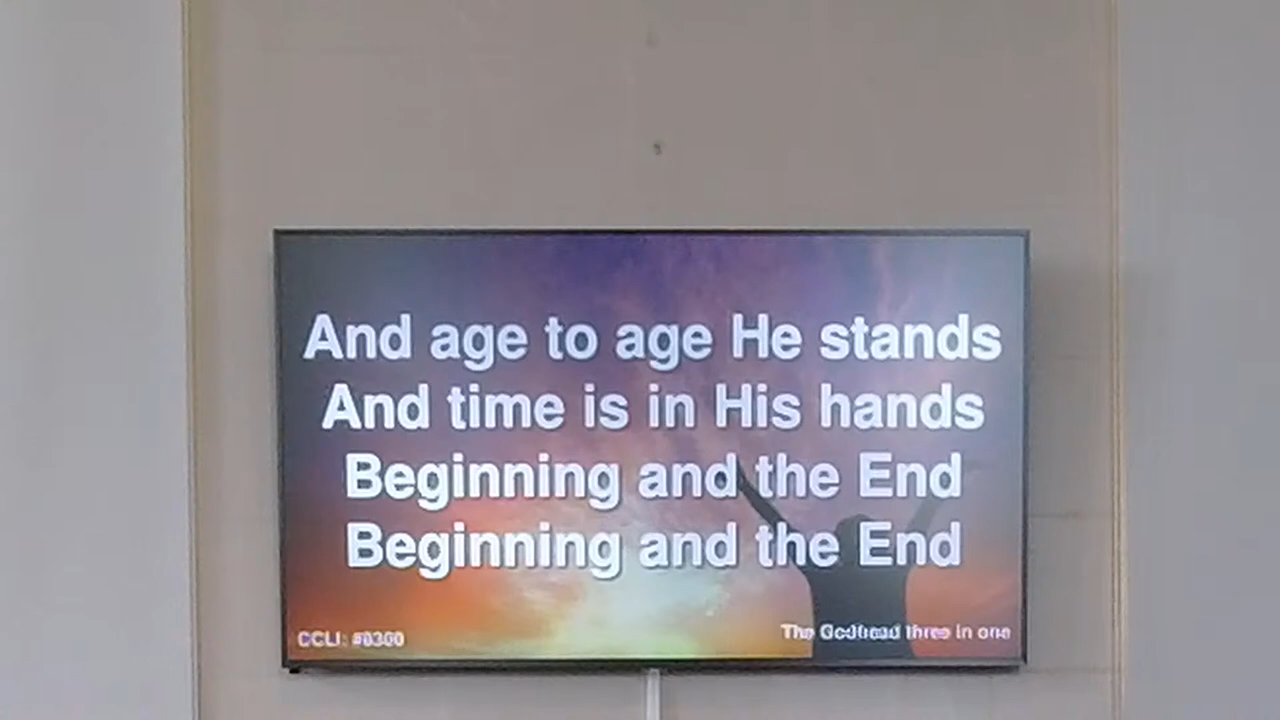 And age to age He stands
And time is in His hands
Beginning and the End
Beginning and the End
CCLI:
The Godhead three in one